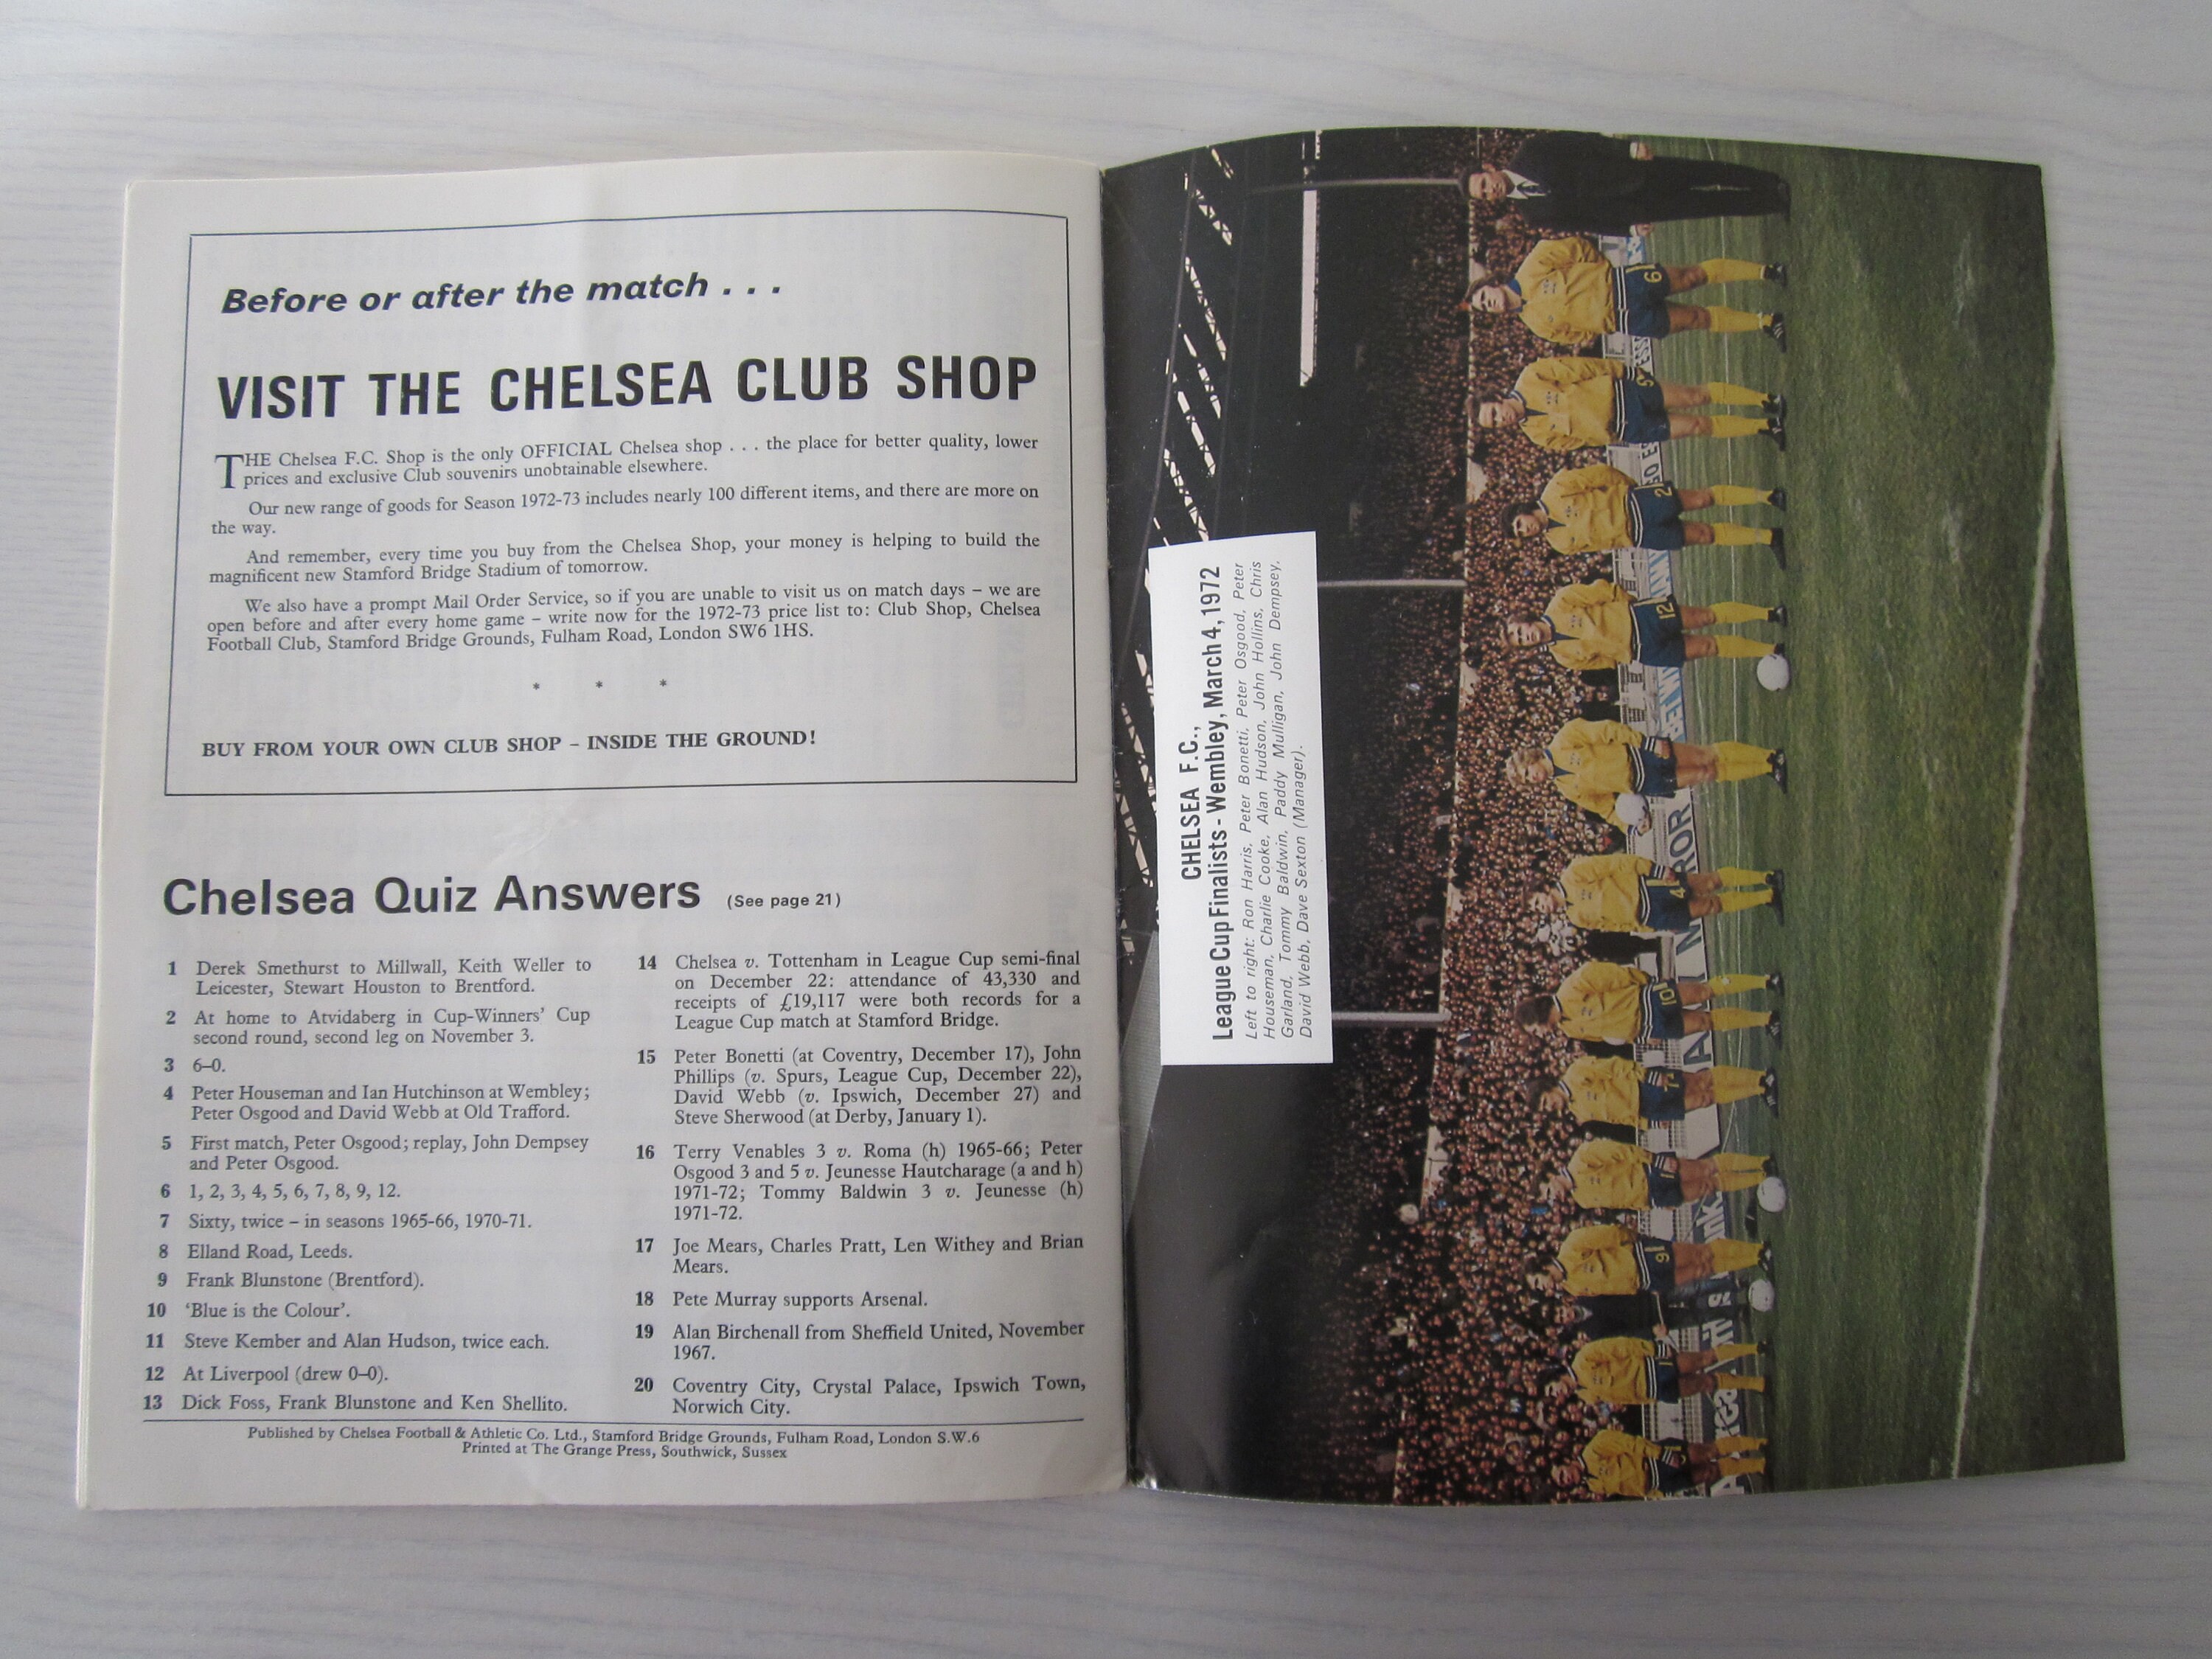 Before or after the match . . .
VISIT THE CHELSEA CLUB SHOP
THE Chelsea F.C. Shop is the only OFFICIAL Chelsea shop . . . the place for better quality, lower
prices and exclusive Club souvenirs unobtainable elsewhere.
Our new range of goods for Season 1972-73 includes nearly 100 different items, and there are more on
the way.
And remember, every time you buy from the Chelsea Shop, your money is helping to build the
magnificent new Stamford Bridge Stadium of tomorrow.
We also have a prompt Mail Order Service, so if you are unable to visit us on match days – we are
open before and after every home game – write now for the 1972-73 price list to: Club Shop, Chelsea
Football Club, Stamford Bridge Grounds, Fulham Road, London SW6 1HS.
* * *
BUY FROM YOUR OWN CLUB SHOP – INSIDE THE GROUND!
Chelsea Quiz Answers (See page 21)
1 Derek Smethurst to Millwall, Keith Weller to
Leicester, Stewart Houston to Brentford.
2 At home to Atvidaberg in Cup-Winners' Cup
second round, second leg on November 3.
3 6–0.
4 Peter Houseman and Ian Hutchinson at Wembley;
Peter Osgood and David Webb at Old Trafford.
5 First match, Peter Osgood; replay, John Dempsey
and Peter Osgood.
6 1, 2, 3, 4, 5, 6, 7, 8, 9, 12.
7 Sixty, twice – in seasons 1965-66, 1970-71.
8 Elland Road, Leeds.
9 Frank Blunstone (Brentford).
10 'Blue is the Colour'.
11 Steve Kember and Alan Hudson, twice each.
12 At Liverpool (drew 0–0).
13 Dick Foss, Frank Blunstone and Ken Shellito.
14 Chelsea v. Tottenham in League Cup semi-final
on December 22: attendance of 43,330 and
receipts of £19,117 were both records for a
League Cup match at Stamford Bridge.
15 Peter Bonetti (at Coventry, December 17), John
Phillips (v. Spurs, League Cup, December 22),
David Webb (v. Ipswich, December 27) and
Steve Sherwood (at Derby, January 1).
16 Terry Venables 3 v. Roma (h) 1965-66; Peter
Osgood 3 and 5 v. Jeunesse Hautcharage (a and h)
1971-72; Tommy Baldwin 3 v. Jeunesse (h)
1971-72.
17 Joe Mears, Charles Pratt, Len Withey and Brian
Mears.
18 Pete Murray supports Arsenal.
19 Alan Birchenall from Sheffield United, November
1967.
20 Coventry City, Crystal Palace, Ipswich Town,
Norwich City.
Published by Chelsea Football & Athletic Co. Ltd., Stamford Bridge Grounds, Fulham Road, London S.W.6
Printed at The Grange Press, Southwick, Sussex
CHELSEA F.C.,
League Cup Finalists - Wembley, March 4, 1972
Left to right: Ron Harris, Peter Bonetti, Peter Osgood, Peter
Houseman, Charlie Cooke, Alan Hudson, John Hollins, Chris
Garland, Tommy Baldwin, Paddy Mulligan, John Dempsey,
David Webb, Dave Sexton (Manager).
6
5
2
12
4
10
7
9